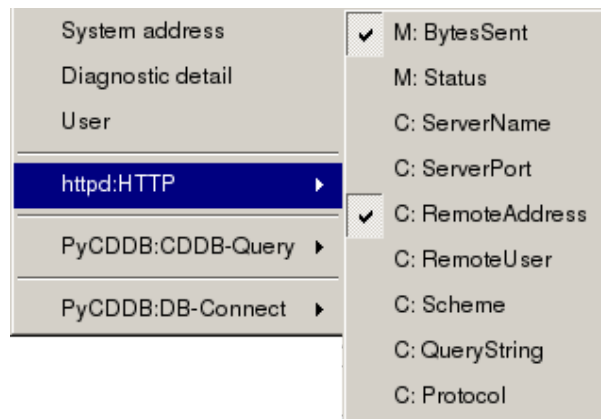 System address
Diagnostic detail
User
httpd:HTTP
PyCDDB:CDDB-Query
PyCDDB:DB-Connect
M: BytesSent
M: Status
C: ServerName
C: ServerPort
C: RemoteAddress
C: RemoteUser
C: Scheme
C: QueryString
C: Protocol